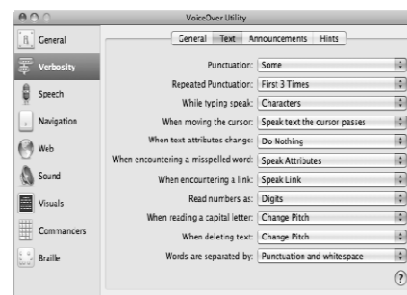 VoiceOver Utility
General
Verbosity
Speech
Navigation
Web
Sound
Visuals
Commanders
Braille
General Text Announcements Hints
Punctuation: Some
Repeated Punctuation: First 3 Times
While typing speak: Characters
When moving the cursor: Speak text the cursor passes
When text attributes change: Do Nothing
When encountering a misspelled word: Speak Attributes
When encourtering a link: Speak Link
Read numbers as: Digits
When reading a capital letter: Change Pitch
When deleting text: Change Pitch
Words are separated by: Punctuation and whitespace
?